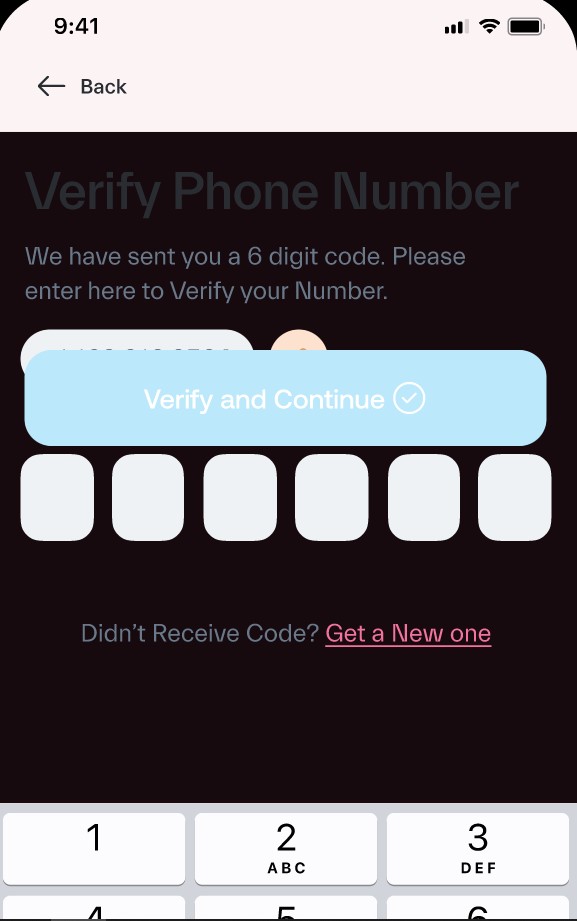 9:41
Back
Verify Phone Number
We have sent you a 6 digit code. Please
enter here to Verify your Number.
Verify and Continue
Didn't Receive Code? Get a New one
1
2
3
ABC
DEF
4
5
6